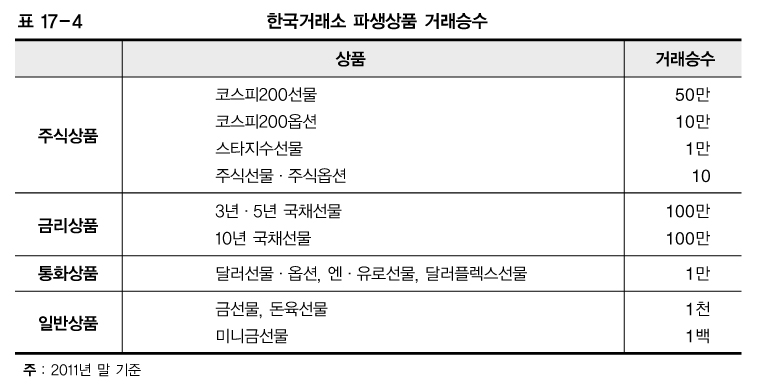 표 17-4 한국거래소 파생상품 거래승수
상품 거래승수
주식상품
코스피200선물 50만
코스피200옵션 10만
스타지수선물 1만
주식선물·주식옵션 10
금리상품
3년·5년 국채선물 100만
10년 국채선물 100만
통화상품 달러선물·옵션, 엔·유로선물, 달러플렉스선물 1만
일반상품
금선물, 돈육선물 1천
미니금선물 1백
주 : 2011년 말 기준